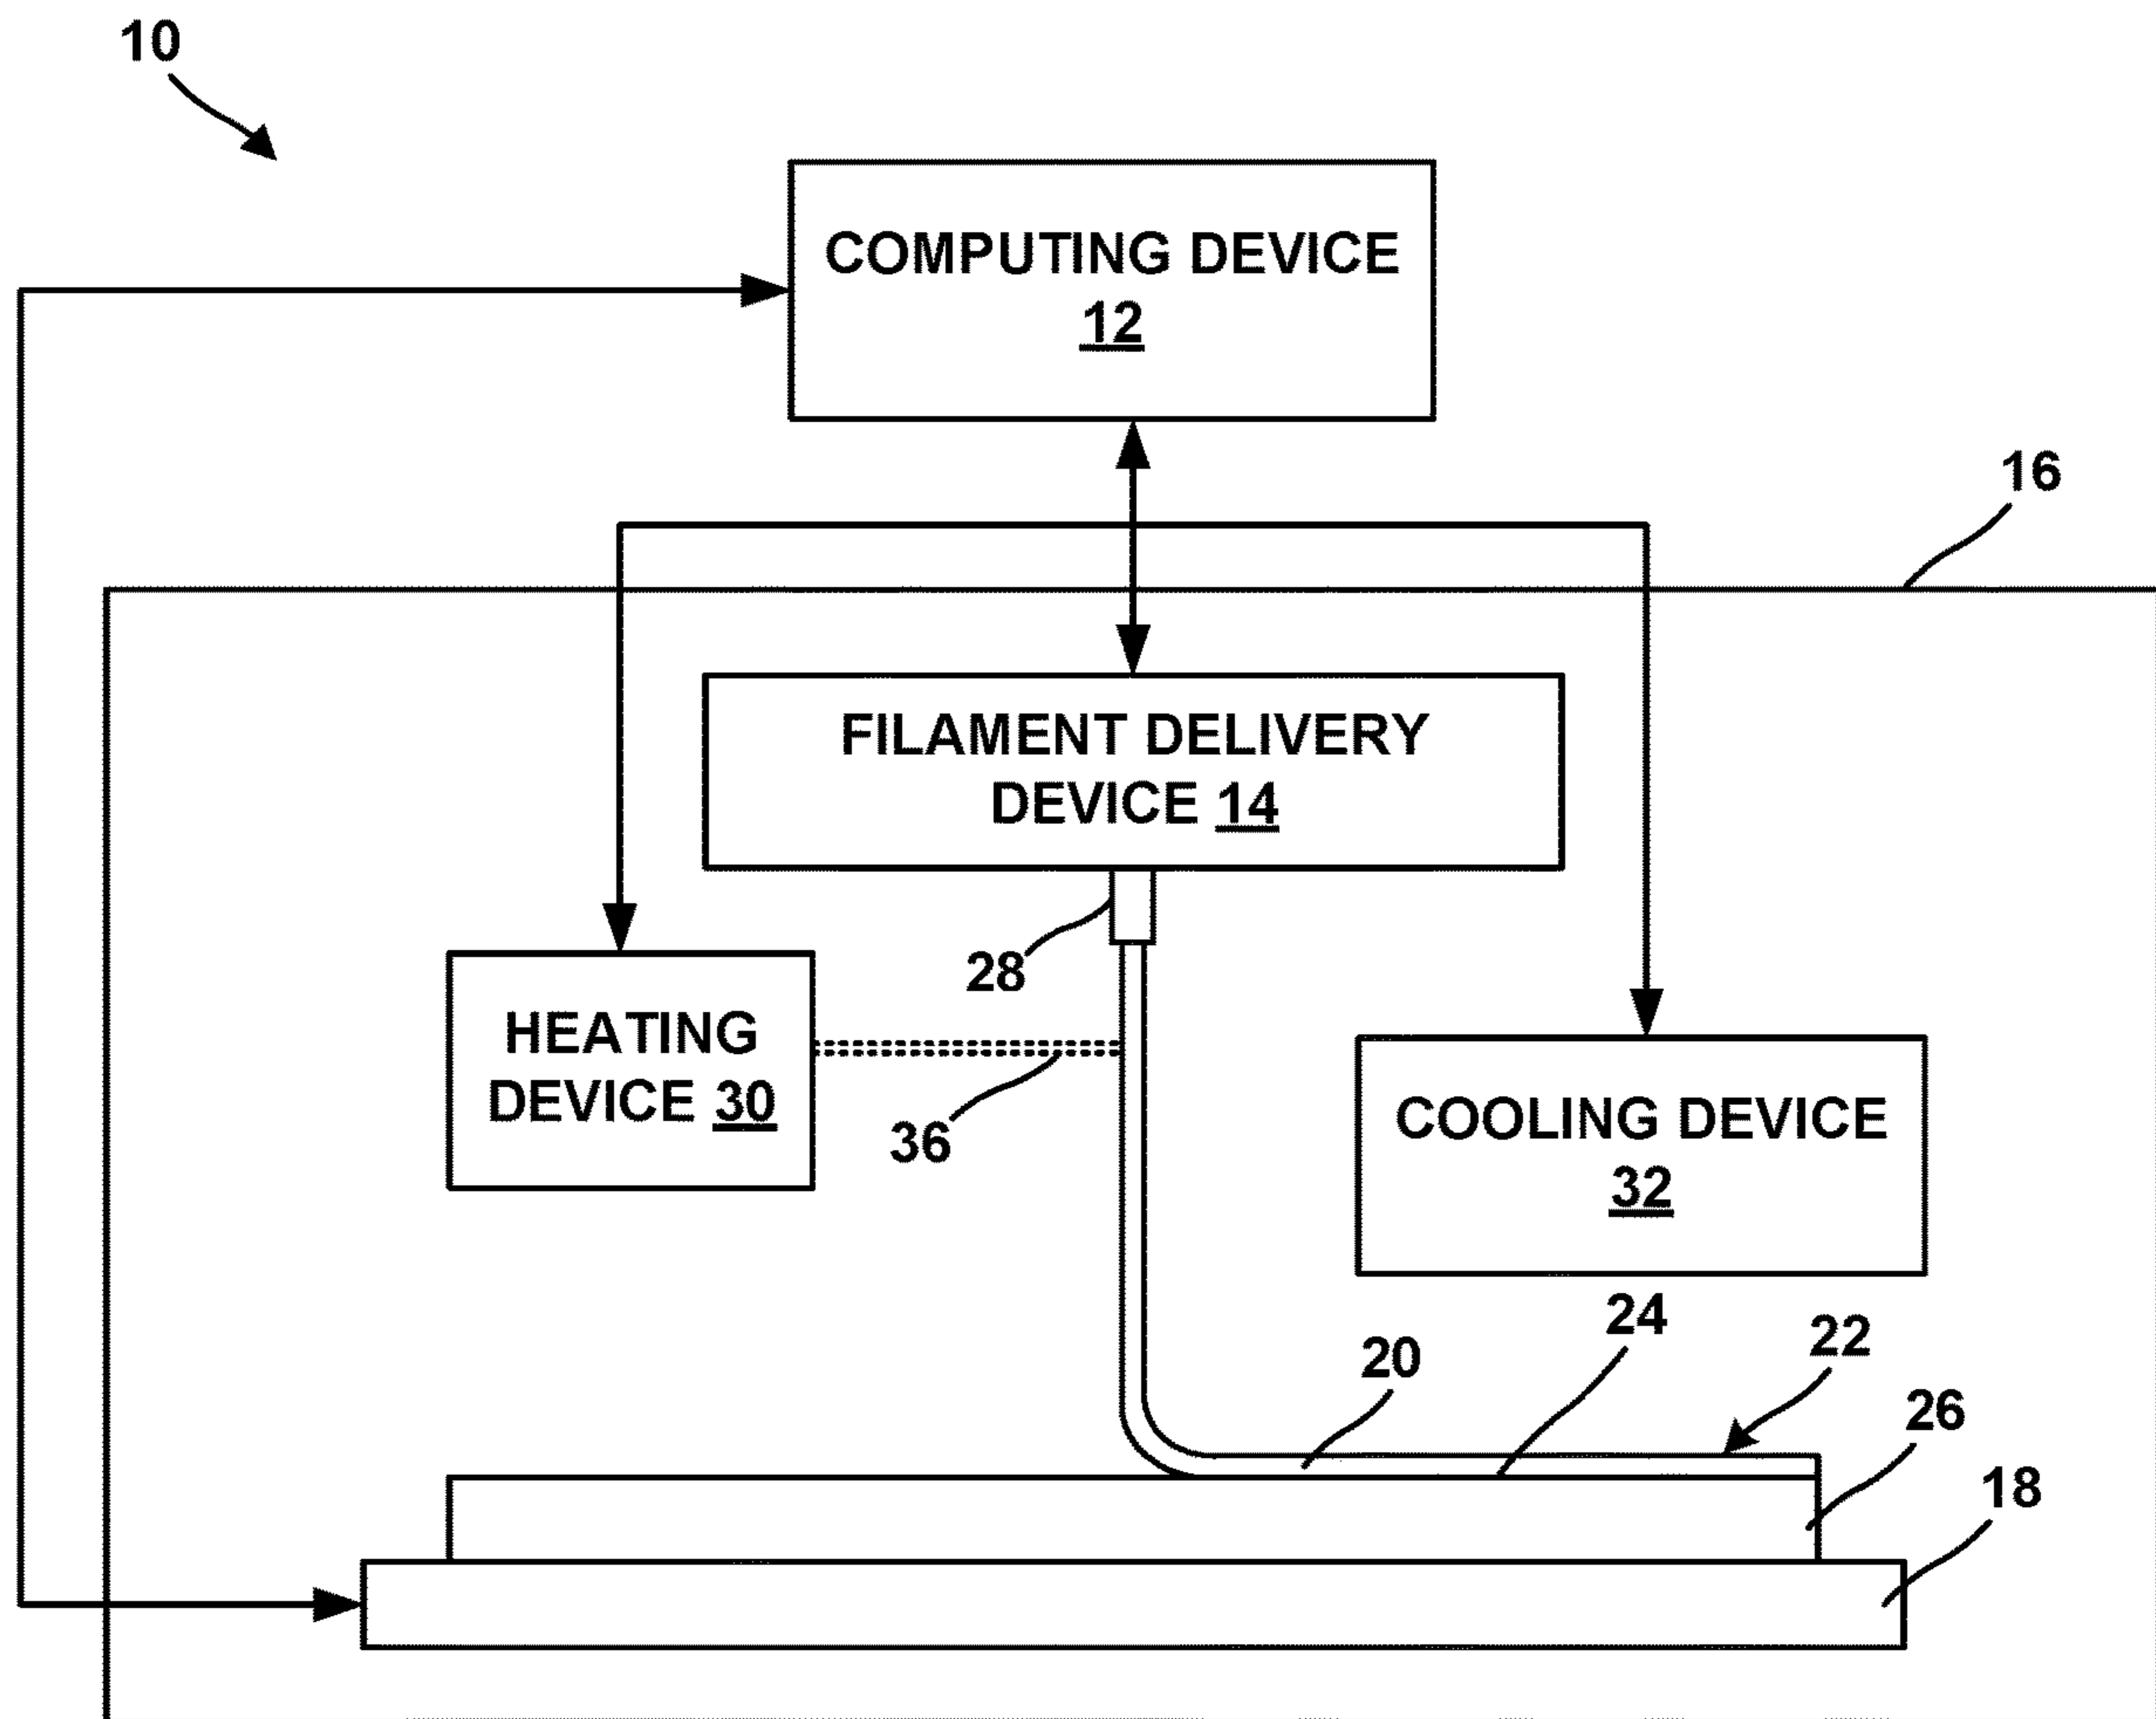 10
COMPUTING DEVICE
12
16
FILAMENT DELIVERY
DEVICE 14
28
HEATING
DEVICE 30
36
COOLING DEVICE
32
24
22
20
26
18